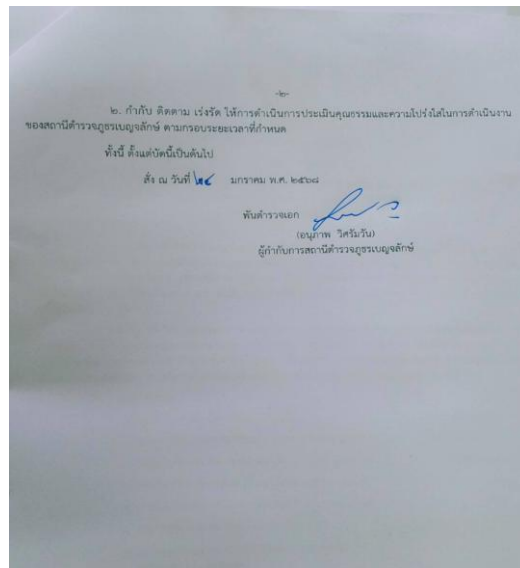 -๒-
๒. กำกับ ติดตาม เร่งรัด ให้การดำเนินการประเมินคุณธรรมและความโปร่งใสในการดำเนินงาน
ของสถานีตำรวจภูธรเบญจลักษ์ ตามกรอบระยะเวลาที่กำหนด
ทั้งนี้ ตั้งแต่บัดนี้เป็นต้นไป
สั่ง ณ วันที่ ๒๔ มกราคม พ.ศ. ๒๕๖๘
พันตำรวจเอก
(อนุภาพ วิศรัมวัน)
ผู้กำกับการสถานีตำรวจภูธรเบญจลักษ์